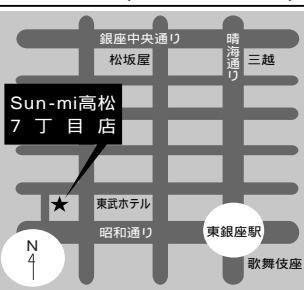 銀座中央通り
松坂屋
晴海通り
三越
Sun-mi高松
7丁目店
東武ホテル
昭和通り
東銀座駅
歌舞伎座
N